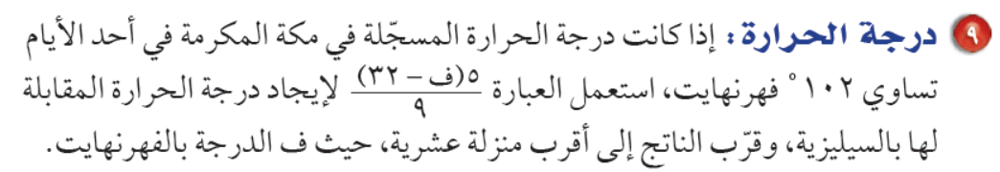 ٩ درجة الحرارة: إذا كانت درجة الحرارة المسجّلة في مكة المكرمة في أحد الأيام
تساوي ١٠٢° فهرنهايت، استعمل العبارة ٥(ف − ٣٢)/٩ لإيجاد درجة الحرارة المقابلة
لها بالسيليزية، وقرّب الناتج إلى أقرب منزلة عشرية، حيث ف الدرجة بالفهرنهايت.